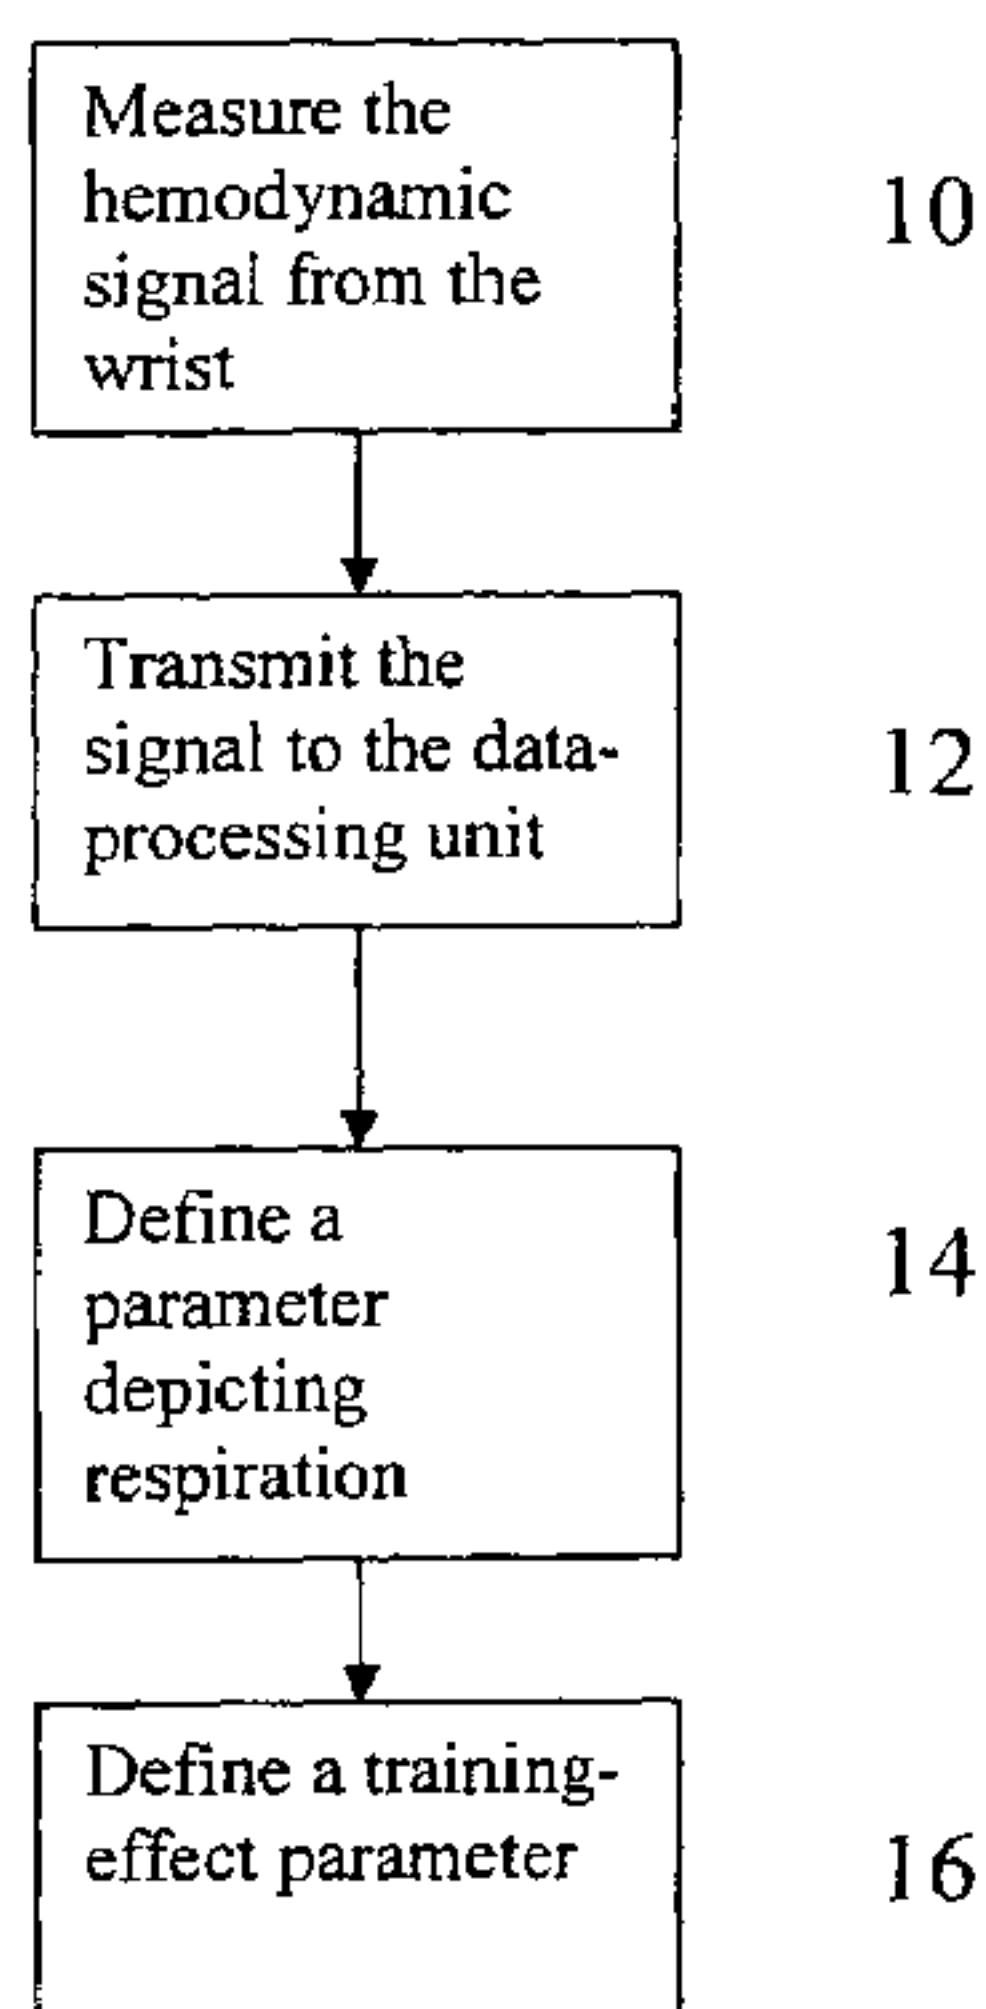 Measure the
hemodynamic
signal from the
wrist
10
Transmit the
signal to the data-
processing unit
12
Define a
parameter
depicting
respiration
14
Define a training-
effect parameter
16